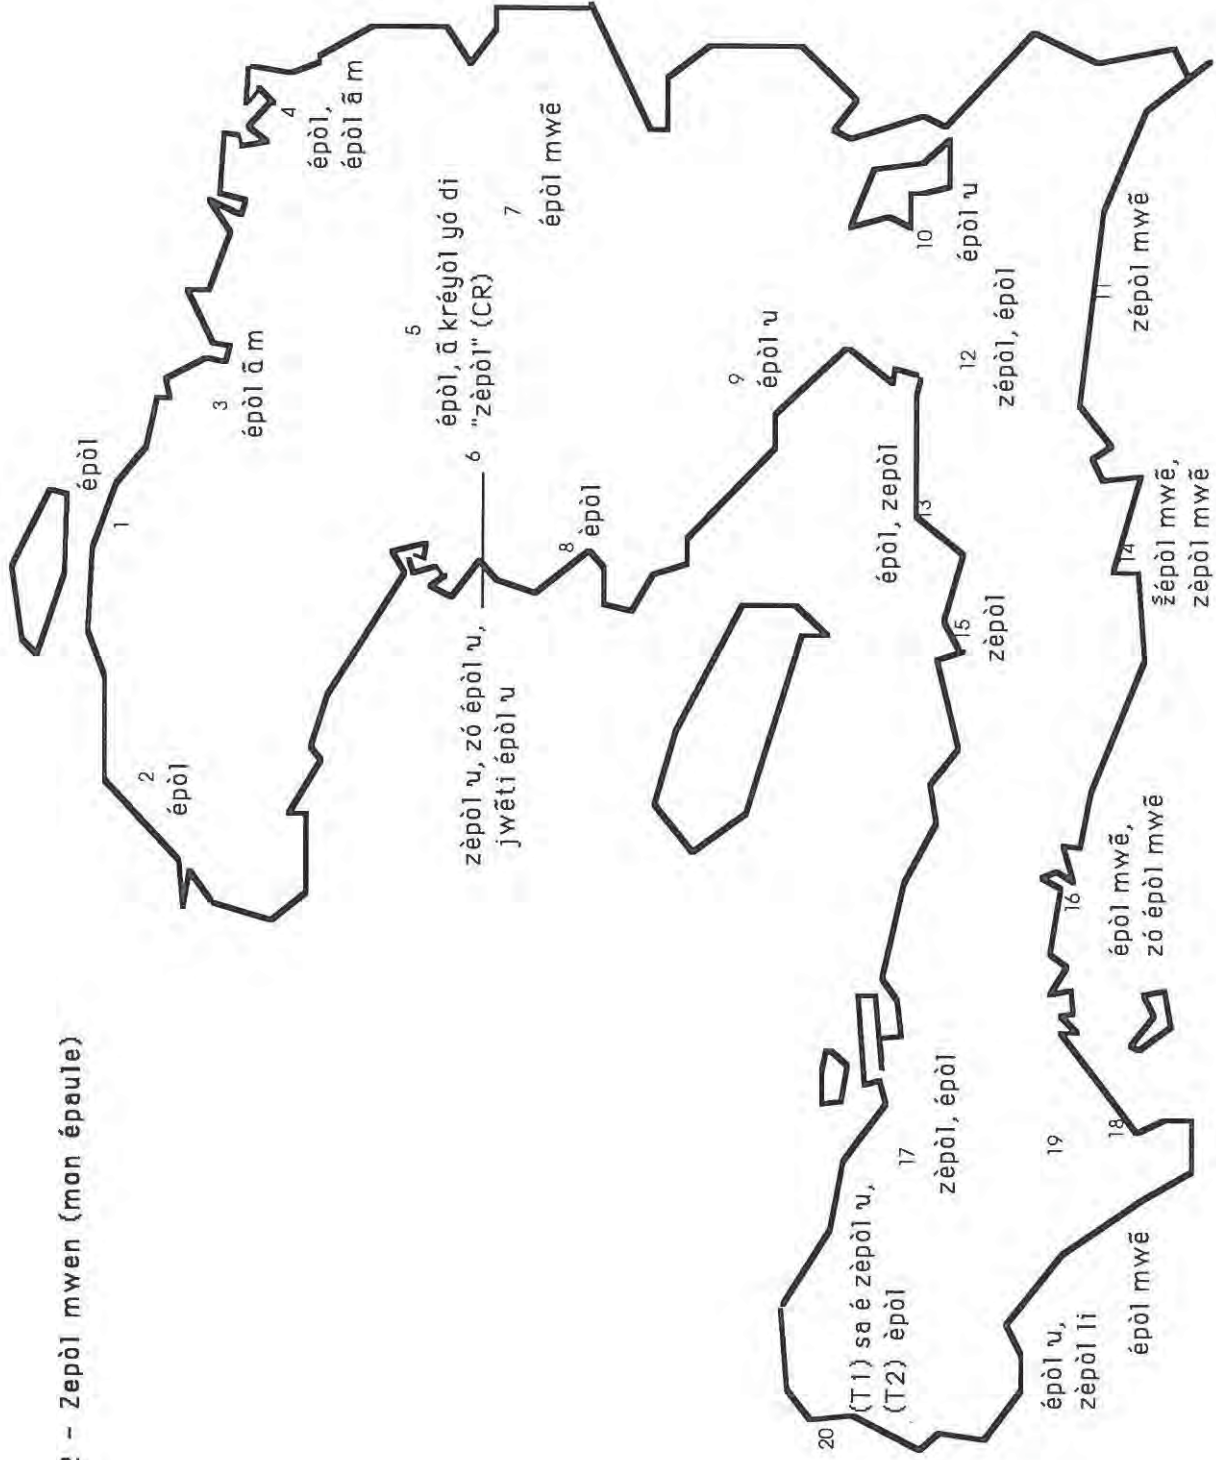 – Zepòl mwen (mon épaule)
1
épòl
2
épòl
3
épòl ã m
4
épòl,
épòl ã m
5
épòl, ã kréyòl yó di
"zèpòl" (CR)
6
zèpòl u, zó épòl u,
jwẽti épòl u
7
épòl mwẽ
8
èpòl
9
épòl u
10
épòl u
11
zépòl mwẽ
12
zépòl, épòl
13
épòl, zepòl
14
žépòl mwẽ,
zèpòl mwẽ
15
zèpòl
16
épòl mwẽ,
zó épòl mwẽ
17
zèpòl, épòl
18
épòl mwẽ
19
épòl u,
zèpòl li
20
(T1) sa é zèpòl u,
(T2) èpòl